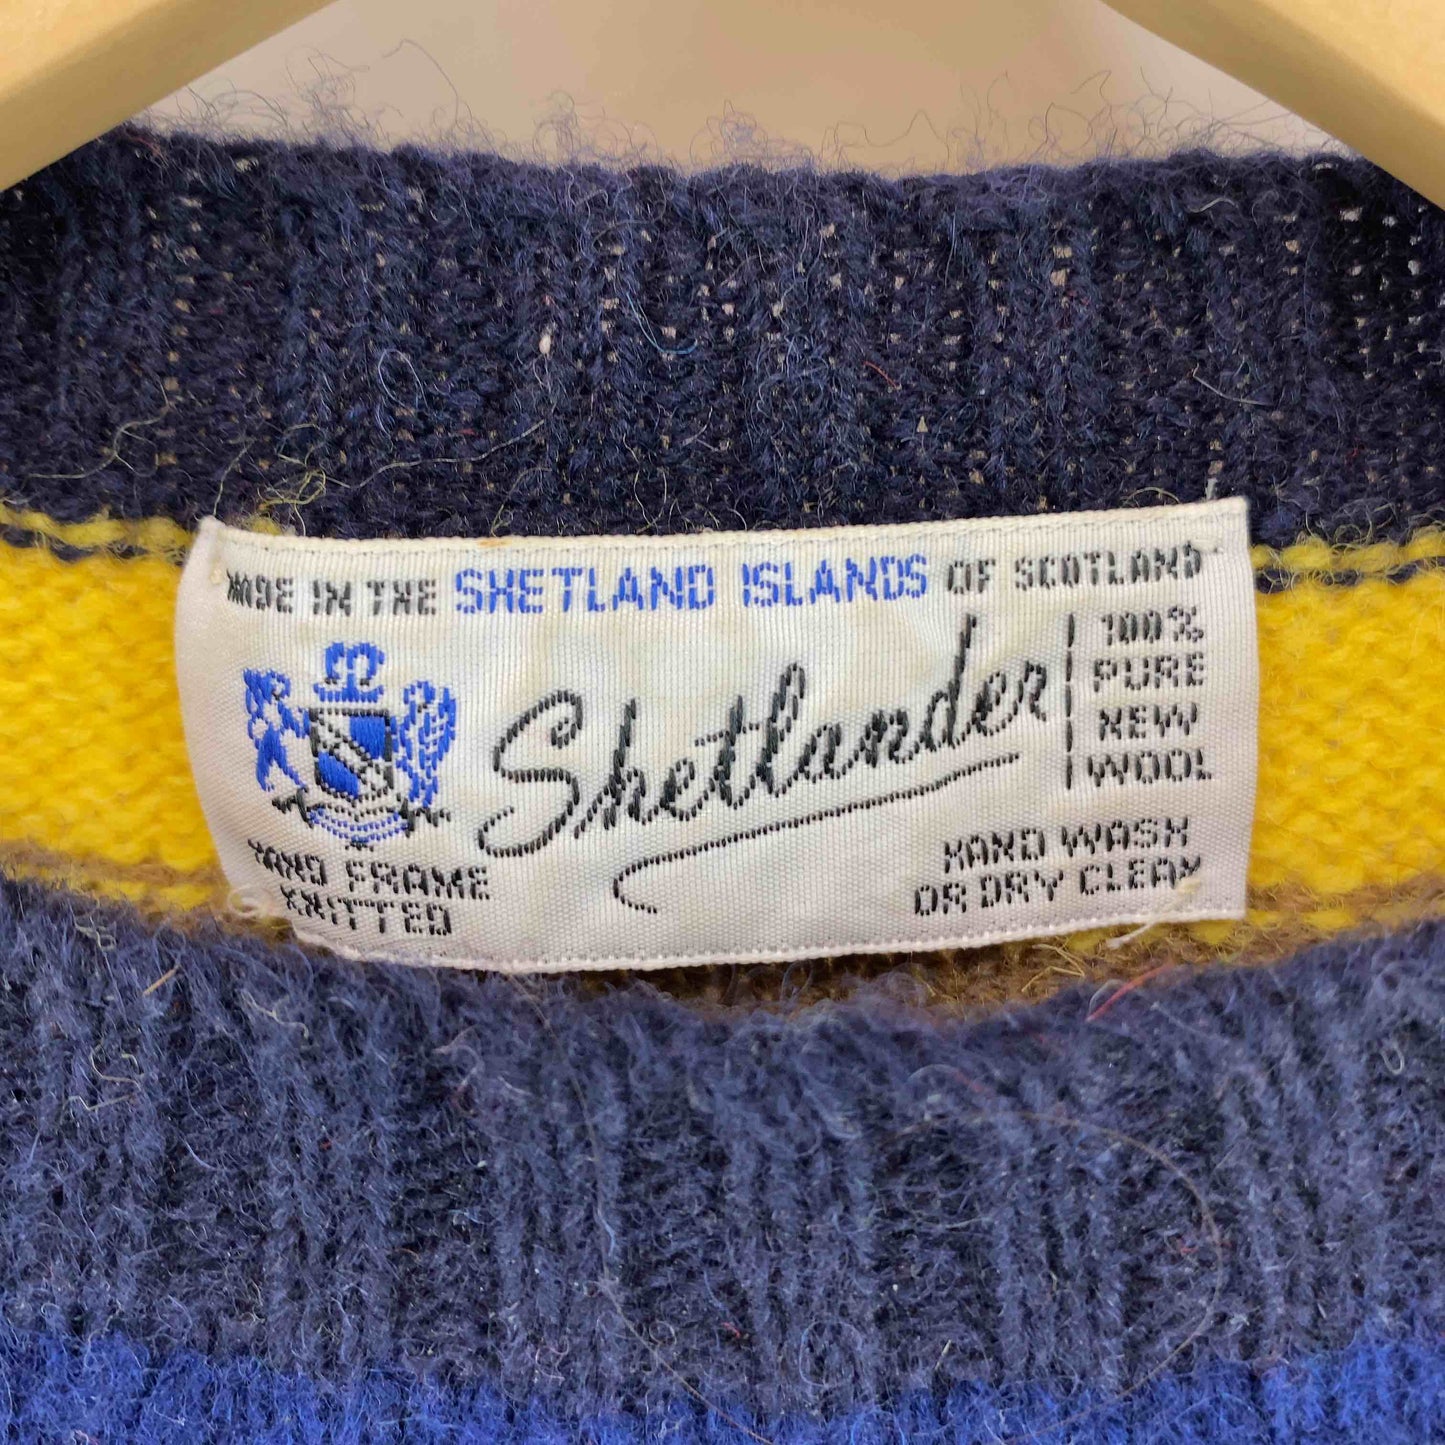 MADE IN THE SHETLAND ISLANDS OF SCOTLAND
Shetlander
100%
PURE
NEW
WOOL
HAND FRAME
KNITTED
HAND WASH
OR DRY CLEAN